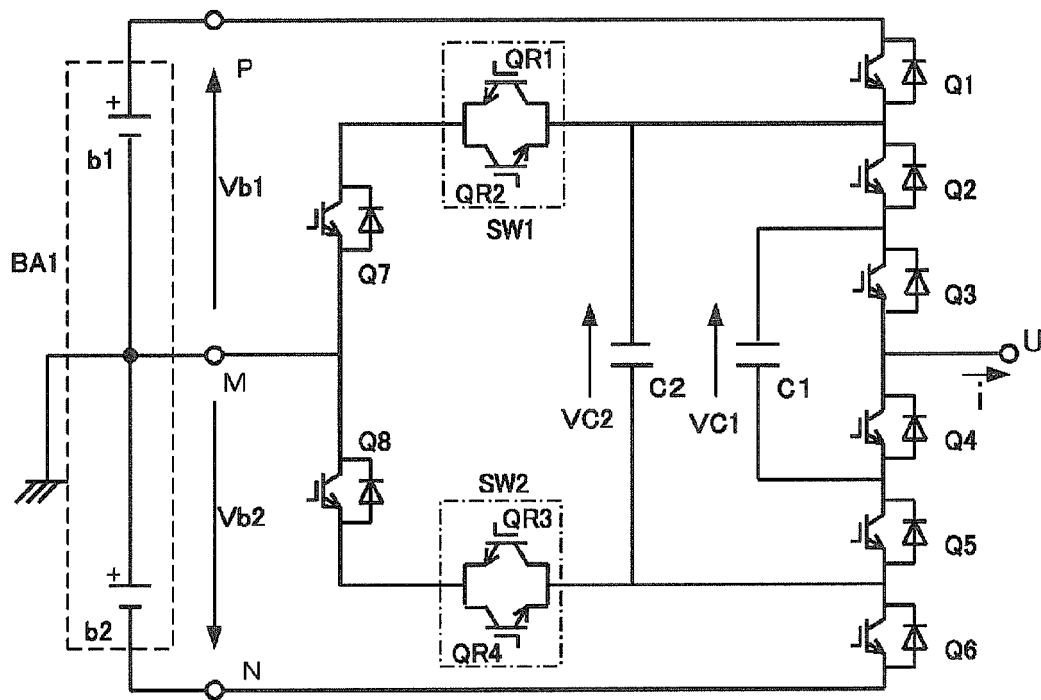 P
QR1
Q1
+
b1
Vb1
QR2
SW1
Q2
BA1
Q7
Q3
U
M
C2
C1
i
VC2
VC1
Q8
Q4
SW2
Vb2
QR3
Q5
+
b2
QR4
Q6
N